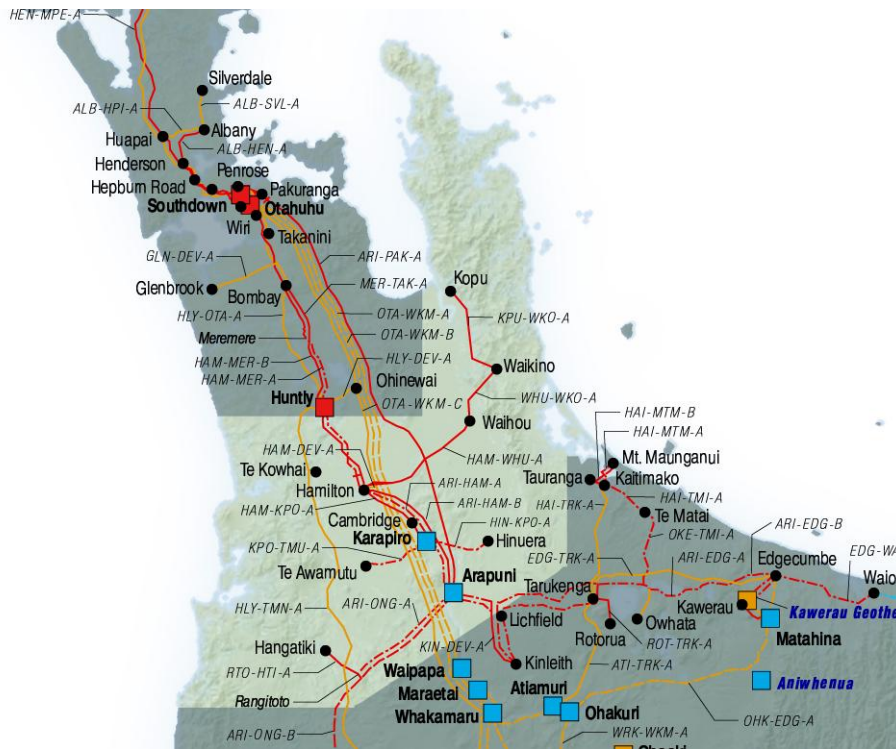 HEN-MPE-A
Silverdale
ALB-HPI-A
ALB-SVL-A
Albany
Huapai
ALB-HEN-A
Henderson
Penrose
Hepburn Road
Pakuranga
Southdown
Otahuhu
Wiri
Takanini
GLN-DEV-A
ARI-PAK-A
MER-TAK-A
Kopu
Glenbrook
Bombay
HLY-OTA-A
OTA-WKM-A
KPU-WKO-A
Meremere
OTA-WKM-B
HAM-MER-B
HLY-DEV-A
Waikino
HAM-MER-A
Ohinewai
WHU-WKO-A
Huntly
OTA-WKM-C
HAI-MTM-B
Waihou
HAI-MTM-A
HAM-DEV-A
HAM-WHU-A
Mt. Maunganui
Te Kowhai
Tauranga
Kaitimako
Hamilton
ARI-HAM-A
HAI-TMI-A
HAM-KPO-A
ARI-HAM-B
HAI-TRK-A
Te Matai
Cambridge
HIN-KPO-A
ARI-EDG-B
Karapiro
Hinuera
OKE-TMI-A
KPO-TMU-A
EDG-TRK-A
ARI-EDG-A
Edgecumbe
EDG-WA
Te Awamutu
Arapuni
Tarukenga
Waio
HLY-TMN-A
ARI-ONG-A
Kawerau
Kawerau Geothe
Lichfield
Owhata
Matahina
Hangatiki
KIN-DEV-A
Rotorua
ROT-TRK-A
RTO-HTI-A
Kinleith
ATI-TRK-A
Waipapa
Rangitoto
Maraetai
Atiamuri
Aniwhenua
Whakamaru
Ohakuri
OHK-EDG-A
ARI-ONG-B
WRK-WKM-A